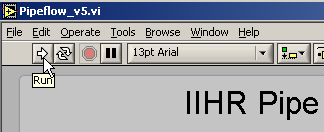 Pipeflow_v5.vi
File Edit Operate Tools Browse Window Help
13pt Arial
Run
IIHR Pipe